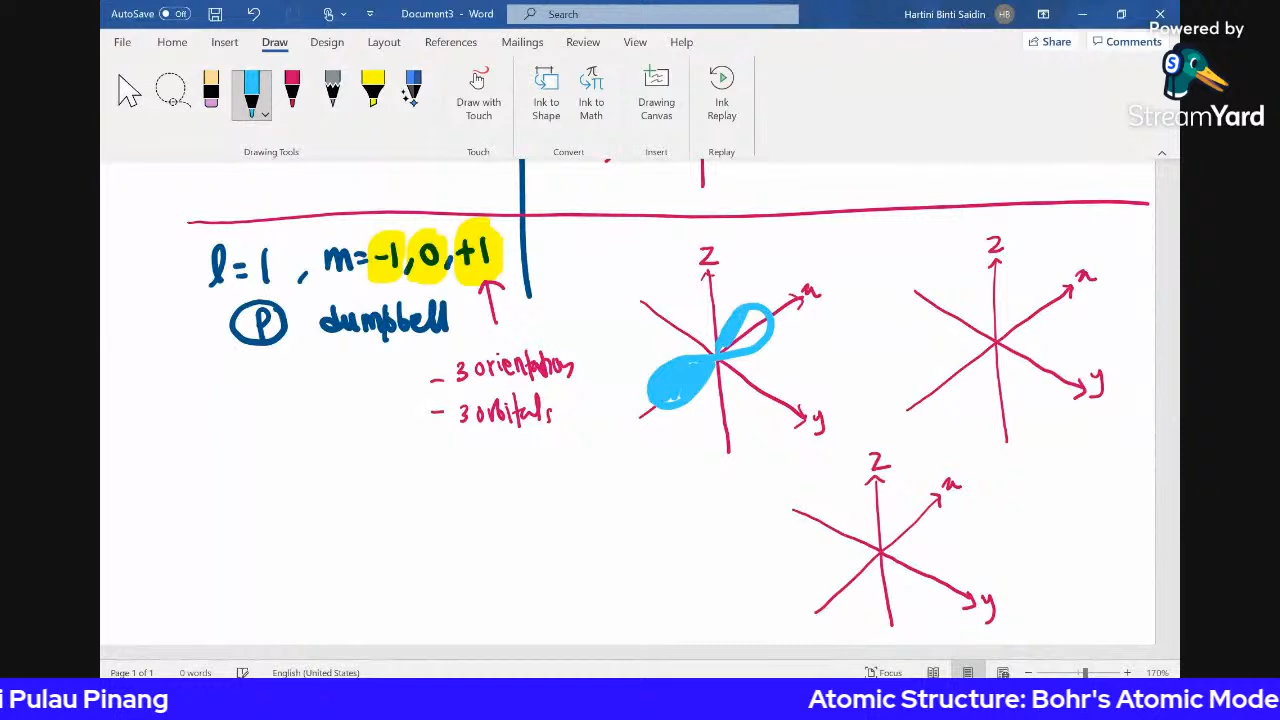 AutoSave Off Document3 - Word Search Hartini Binti Saidin HB
Powered by
StreamYard
File Home Insert Draw Design Layout References Mailings Review View Help Share Comments
Draw with Touch
Ink to Shape
Ink to Math
Drawing Canvas
Ink Replay
Drawing Tools Touch Convert Insert Replay
l = 1 , m = -1, 0, +1
p dumpbell
- 3 orientations
- 3 orbitals
z
x
y
z
x
y
z
x
y
Page 1 of 1 0 words English (United States) Focus 170%
i Pulau Pinang Atomic Structure: Bohr's Atomic Mode